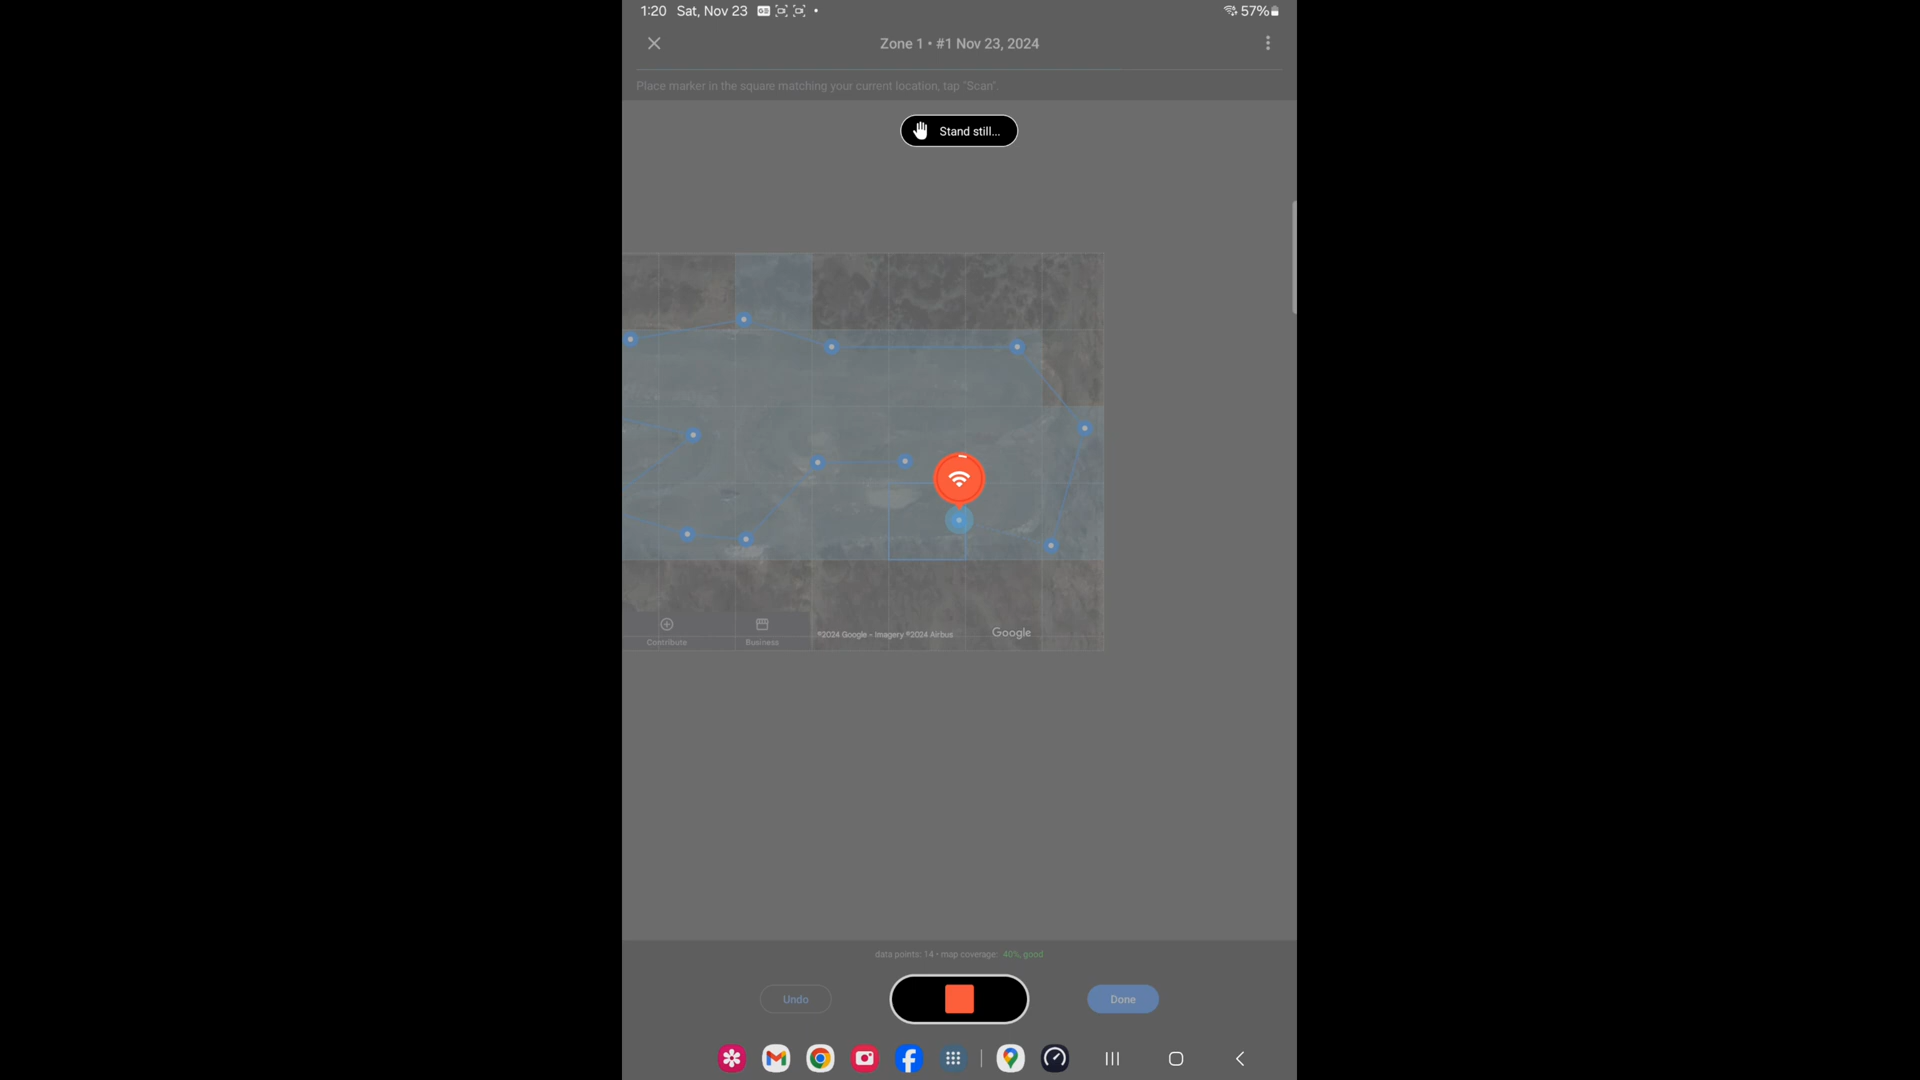 1:20 Sat, Nov 23
57%
Zone 1 • #1 Nov 23, 2024
Place marker in the square matching your current location, tap "Scan".
Stand still...
Contribute
Business
©2024 Google - Imagery ©2024 Airbus
Google
data points: 14 • map coverage: 40%, good
Undo
Done